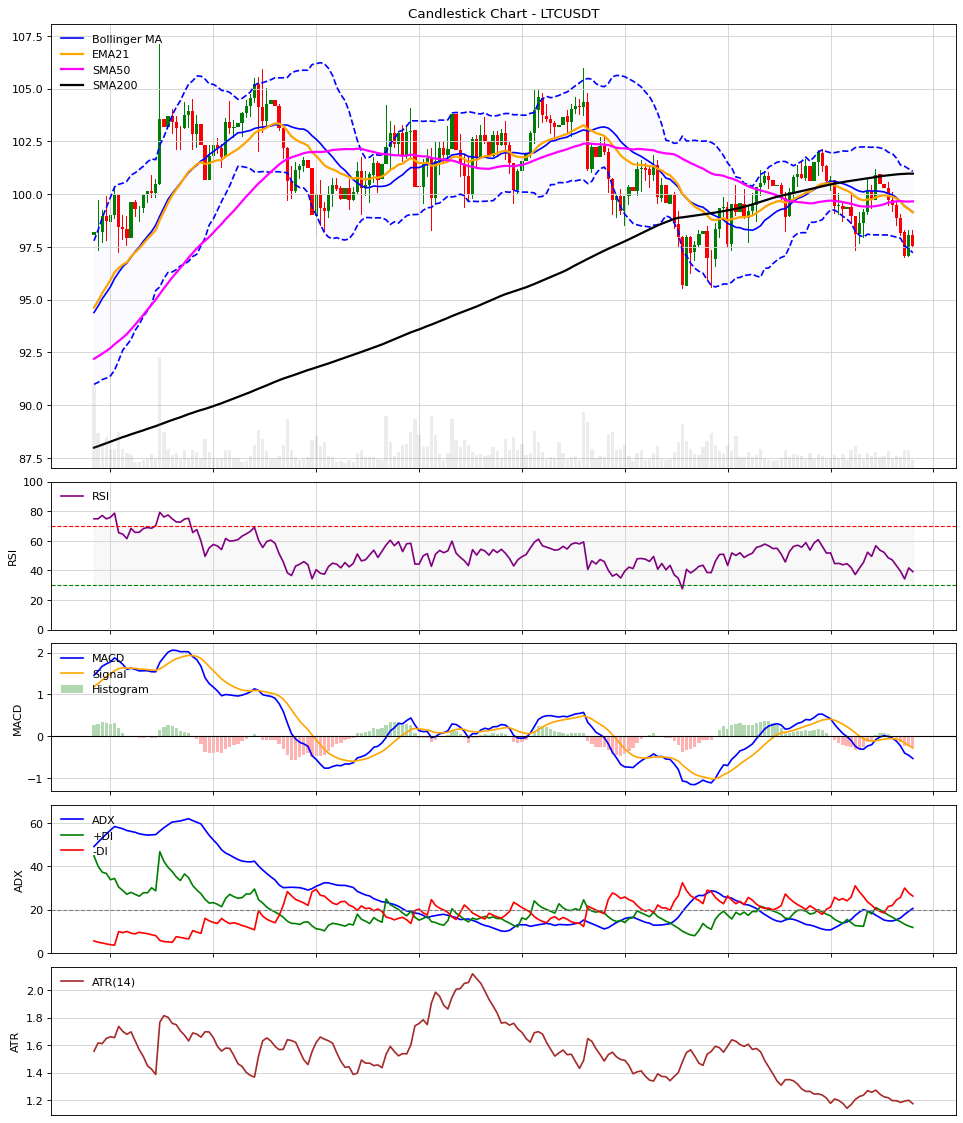 Candlestick Chart - LTCUSDT
107.5
105.0
102.5
100.0
97.5
95.0
92.5
90.0
87.5
Bollinger MA
EMA21
SMA50
SMA200
RSI
100
80
60
40
20
0
RSI
MACD
2
1
0
−1
MACD
Signal
Histogram
ADX
60
40
20
0
ADX
+DI
-DI
ATR
2.0
1.8
1.6
1.4
1.2
ATR(14)